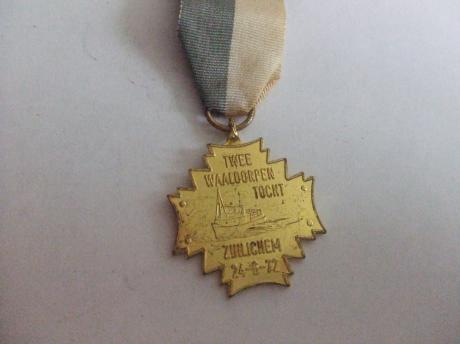 TWEE
WAALDORPEN
TOCHT
ZUILICHEM
24-6-72